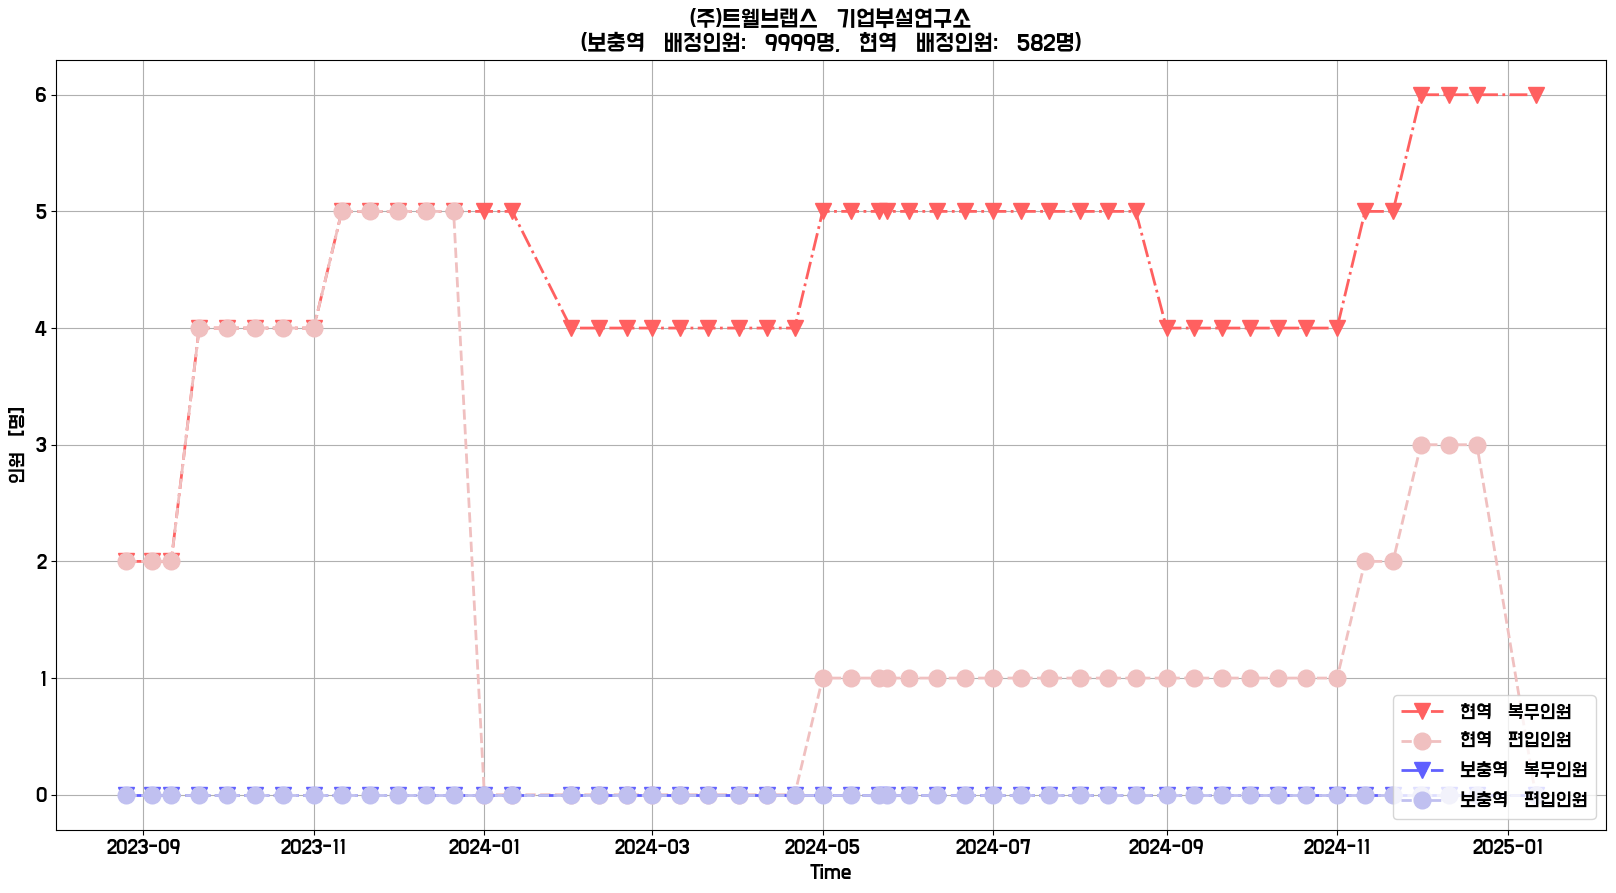 (주)트웰브랩스 기업부설연구소
(보충역 배정인원: 9999명, 현역 배정인원: 582명)
6
5
4
3
2
1
0
인원 [명]
2023-09 2023-11 2024-01 2024-03 2024-05 2024-07 2024-09 2024-11 2025-01
Time
현역 복무인원
현역 편입인원
보충역 복무인원
보충역 편입인원